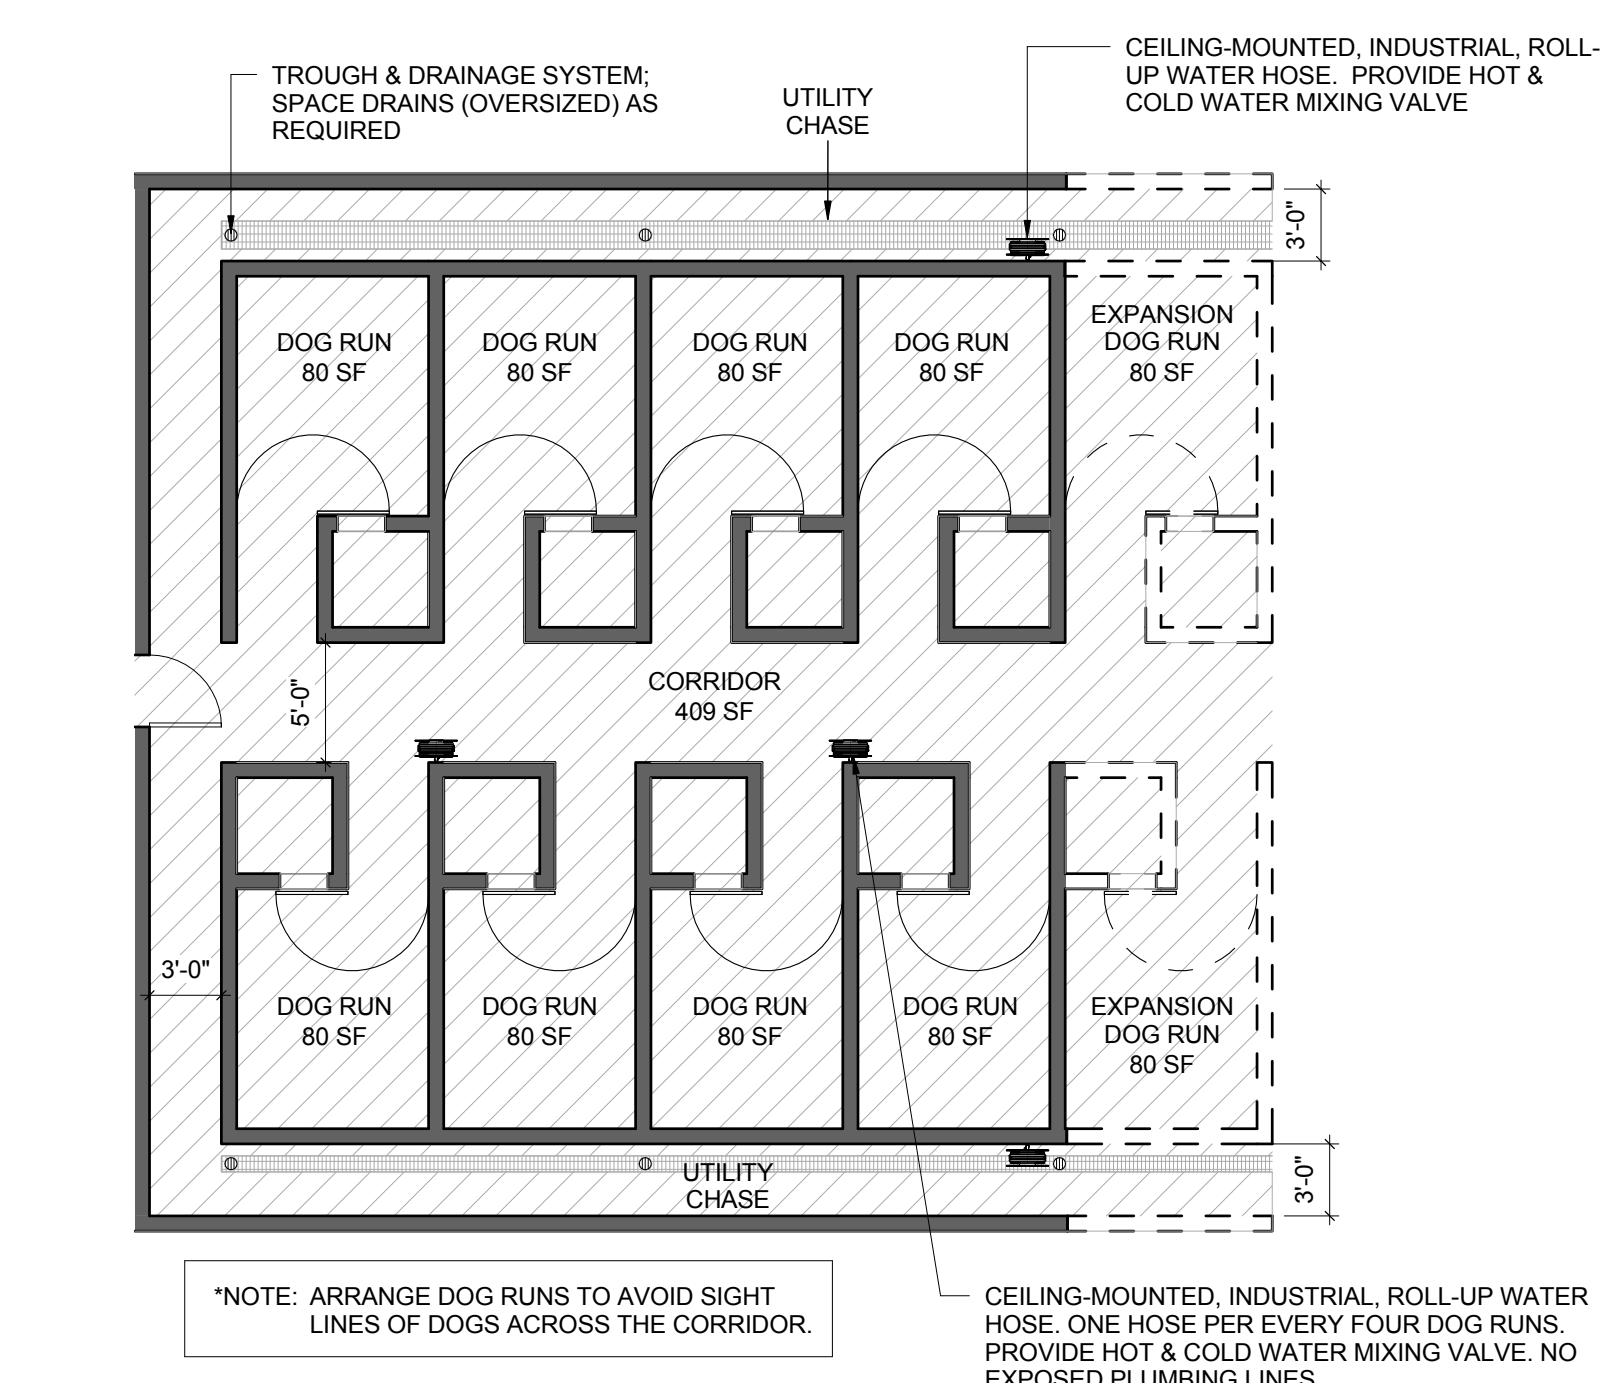 CEILING-MOUNTED, INDUSTRIAL, ROLL-
UP WATER HOSE. PROVIDE HOT &
COLD WATER MIXING VALVE
TROUGH & DRAINAGE SYSTEM;
SPACE DRAINS (OVERSIZED) AS
REQUIRED
UTILITY
CHASE
3'-0"
DOG RUN
80 SF
DOG RUN
80 SF
DOG RUN
80 SF
DOG RUN
80 SF
EXPANSION
DOG RUN
80 SF
5'-0"
CORRIDOR
409 SF
3'-0"
DOG RUN
80 SF
DOG RUN
80 SF
DOG RUN
80 SF
DOG RUN
80 SF
EXPANSION
DOG RUN
80 SF
UTILITY
CHASE
3'-0"
*NOTE: ARRANGE DOG RUNS TO AVOID SIGHT
LINES OF DOGS ACROSS THE CORRIDOR.
CEILING-MOUNTED, INDUSTRIAL, ROLL-UP WATER
HOSE. ONE HOSE PER EVERY FOUR DOG RUNS.
PROVIDE HOT & COLD WATER MIXING VALVE. NO
EXPOSED PLUMBING LINES